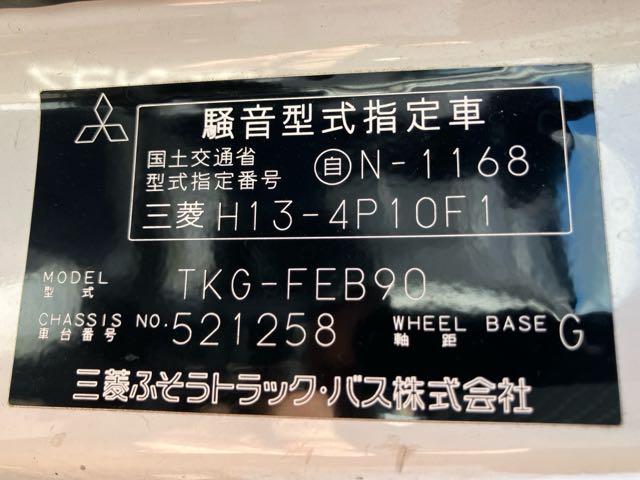 騒音型式指定車
国土交通省
型式指定番号 自N-1168
三菱 H13-4P10F1
MODEL
型式 TKG-FEB90
CHASSIS NO.
車台番号 521258 WHEEL BASE
軸距 G
三菱ふそうトラック・バス株式会社